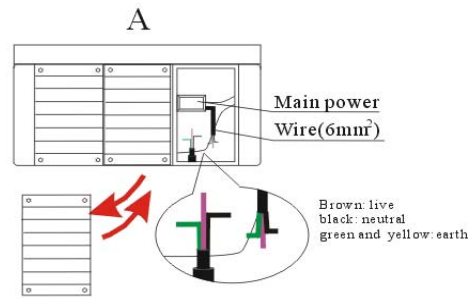 A
Main power
Wire(6mm²)
Brown: live
black: neutral
green and yellow: earth